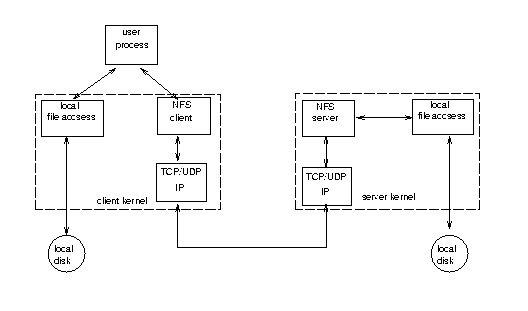 user
process
local
file accsess
NFS
client
TCP/UDP
IP
client kernel
local
disk
NFS
server
local
file accsess
TCP/UDP
IP
server kernel
local
disk